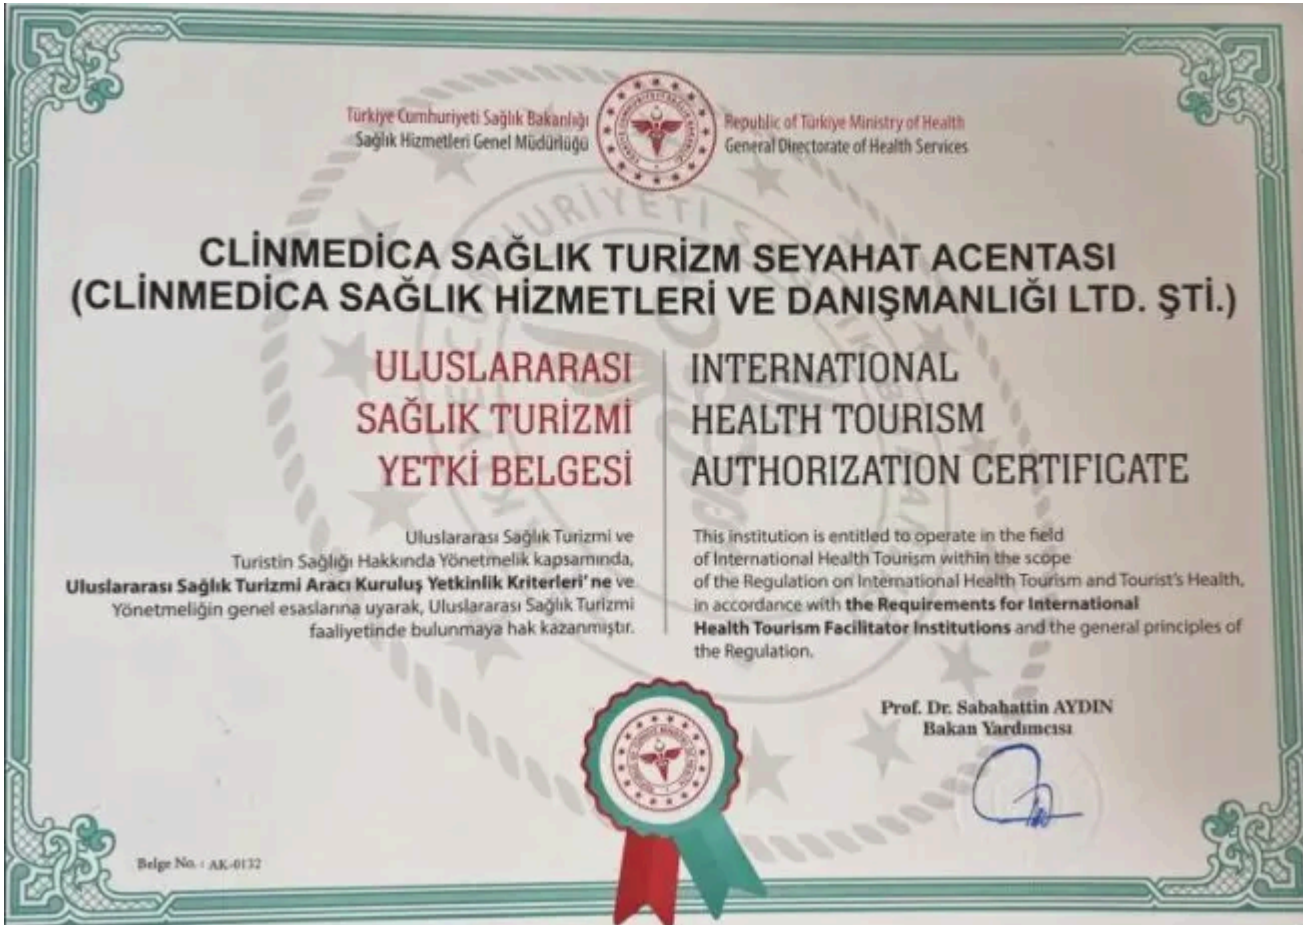 Türkiye Cumhuriyeti Sağlık Bakanlığı
Sağlık Hizmetleri Genel Müdürlüğü
Republic of Türkiye Ministry of Health
General Directorate of Health Services
CLİNMEDİCA SAĞLIK TURİZM SEYAHAT ACENTASI
(CLİNMEDİCA SAĞLIK HİZMETLERİ VE DANIŞMANLIĞI LTD. ŞTİ.)
ULUSLARARASI
SAĞLIK TURİZMİ
YETKİ BELGESİ
INTERNATIONAL
HEALTH TOURISM
AUTHORIZATION CERTIFICATE
Uluslararası Sağlık Turizmi ve
Turistin Sağlığı Hakkında Yönetmelik kapsamında,
Uluslararası Sağlık Turizmi Aracı Kuruluş Yetkinlik Kriterleri' ne ve
Yönetmeliğin genel esaslarına uyarak, Uluslararası Sağlık Turizmi
faaliyetinde bulunmaya hak kazanmıştır.
This institution is entitled to operate in the field
of International Health Tourism within the scope
of the Regulation on International Health Tourism and Tourist's Health,
in accordance with the Requirements for International
Health Tourism Facilitator Institutions and the general principles of
the Regulation.
Prof. Dr. Sabahattin AYDIN
Bakan Yardımcısı
Belge No. : AK-0132